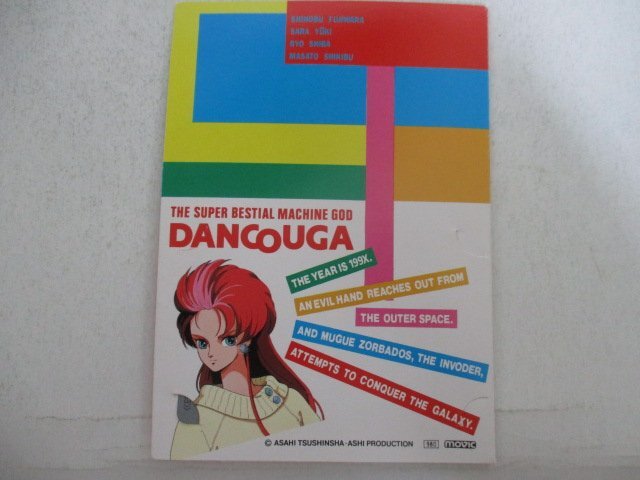 SHINOBU FUJIWARA
SARA YŪKI
RYO SHIBA
MASATO SHIKIBU
THE SUPER BESTIAL MACHINE GOD
DANCOUGA
THE YEAR IS 199X.
AN EVIL HAND REACHES OUT FROM
THE OUTER SPACE.
AND MUGUE ZORBADOS, THE INVODER,
ATTEMPTS TO CONQUER THE GALAXY.
© ASAHI TSUSHINSHA·ASHI PRODUCTION
movic